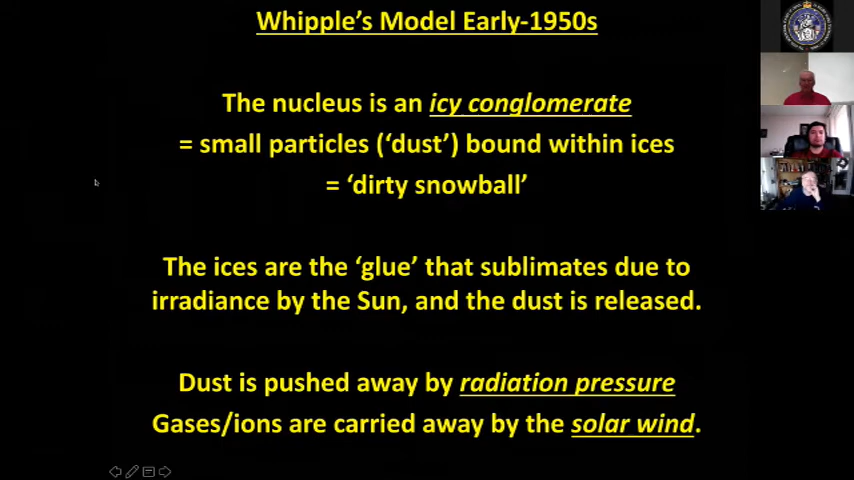 Whipple's Model Early-1950s
The nucleus is an icy conglomerate
= small particles ('dust') bound within ices
= 'dirty snowball'
The ices are the 'glue' that sublimates due to
irradiance by the Sun, and the dust is released.
Dust is pushed away by radiation pressure
Gases/ions are carried away by the solar wind.